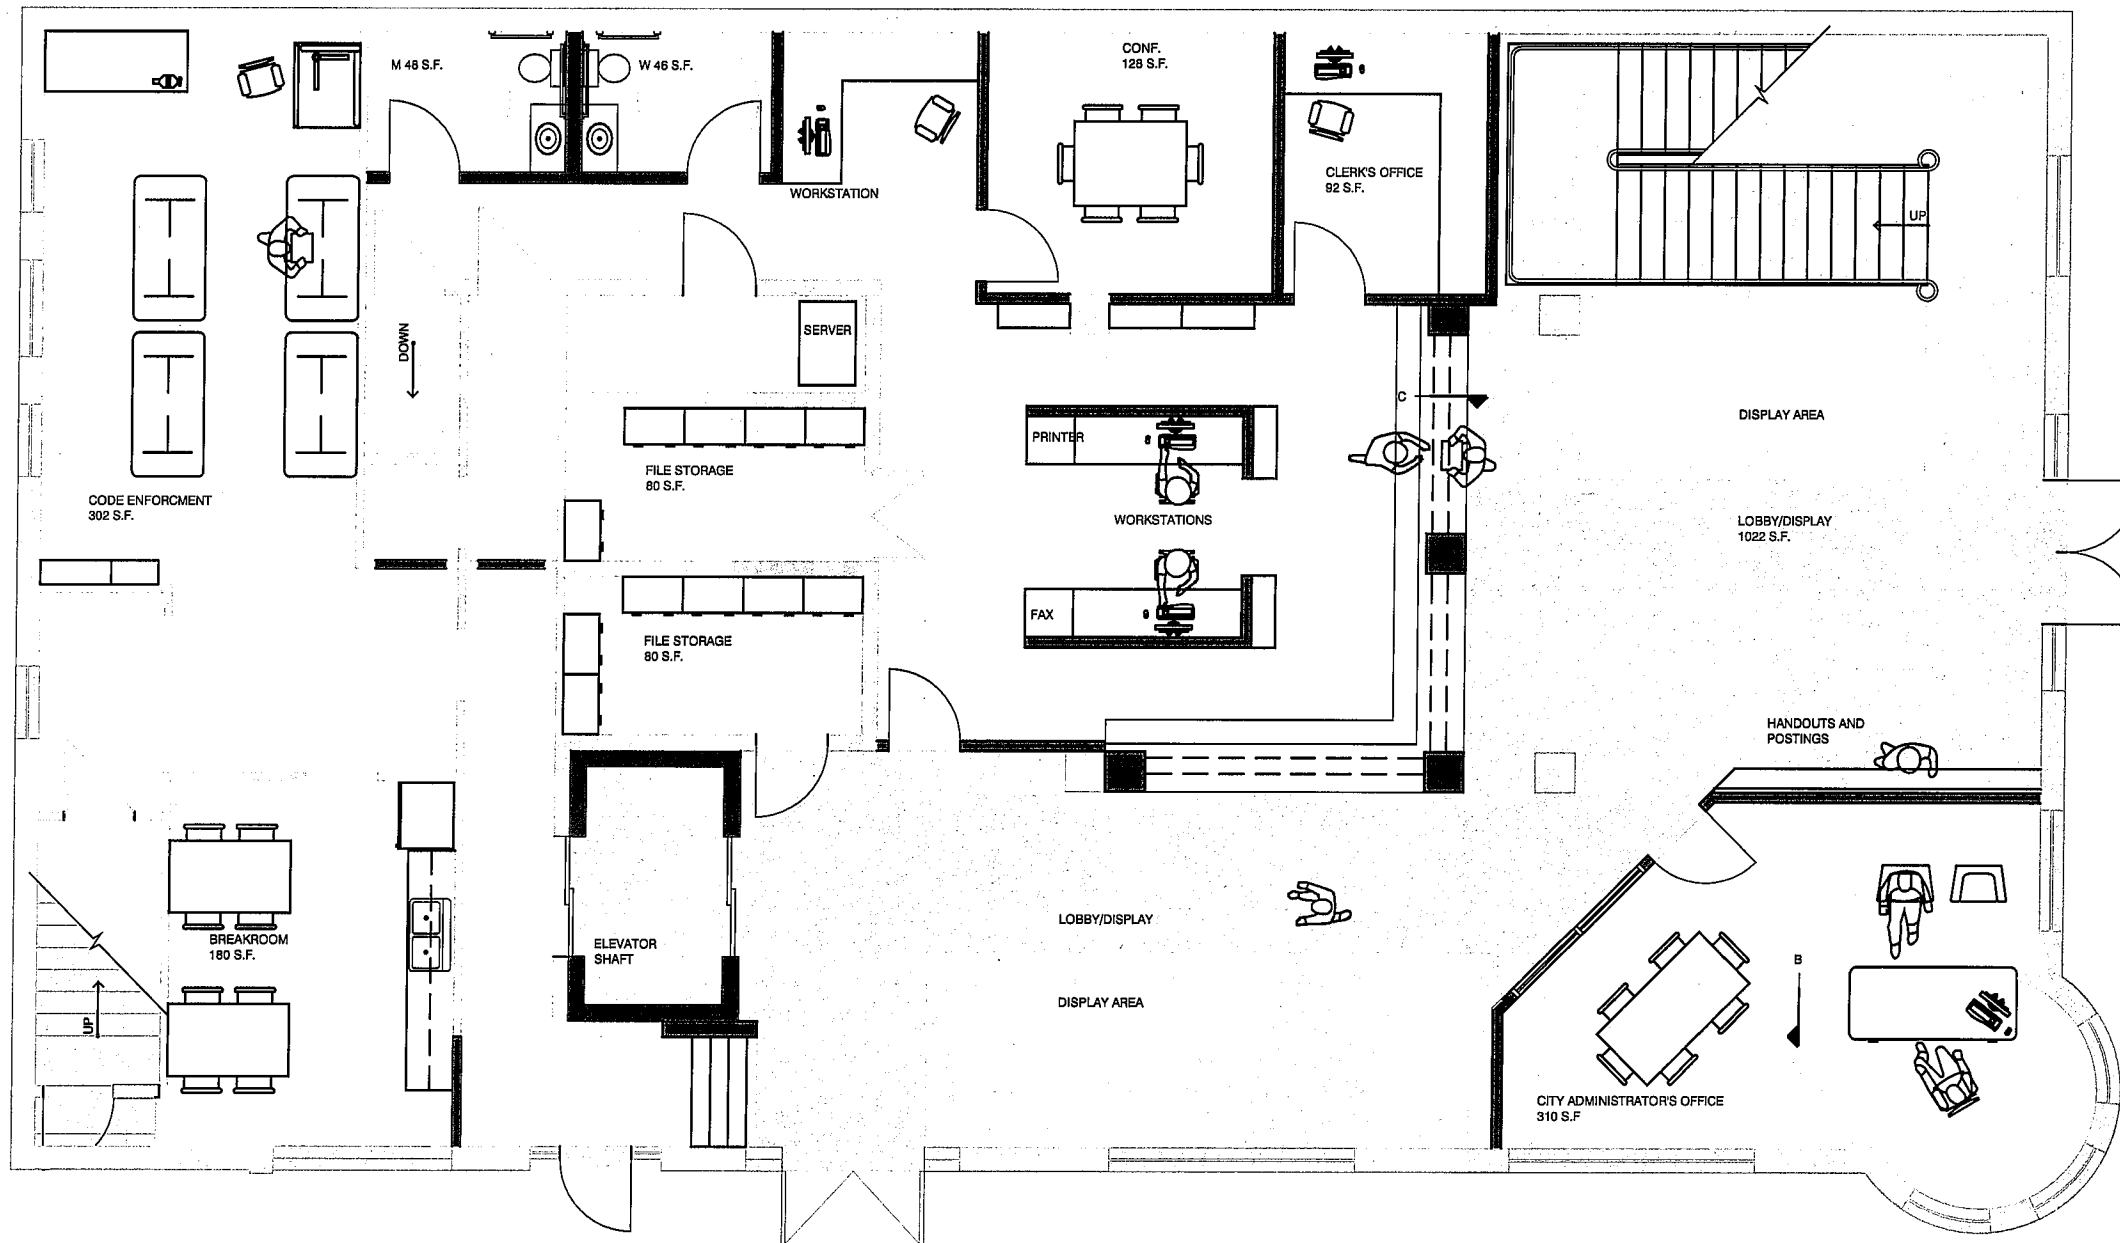 M 46 S.F.
W 46 S.F.
CONF.
128 S.F.
WORKSTATION
CLERK'S OFFICE
92 S.F.
UP
DOWN
SERVER
C
DISPLAY AREA
PRINTER
FILE STORAGE
80 S.F.
CODE ENFORCMENT
302 S.F.
WORKSTATIONS
LOBBY/DISPLAY
1022 S.F.
FAX
FILE STORAGE
80 S.F.
HANDOUTS AND
POSTINGS
BREAKROOM
180 S.F.
UP
ELEVATOR
SHAFT
LOBBY/DISPLAY
DISPLAY AREA
B
CITY ADMINISTRATOR'S OFFICE
310 S.F